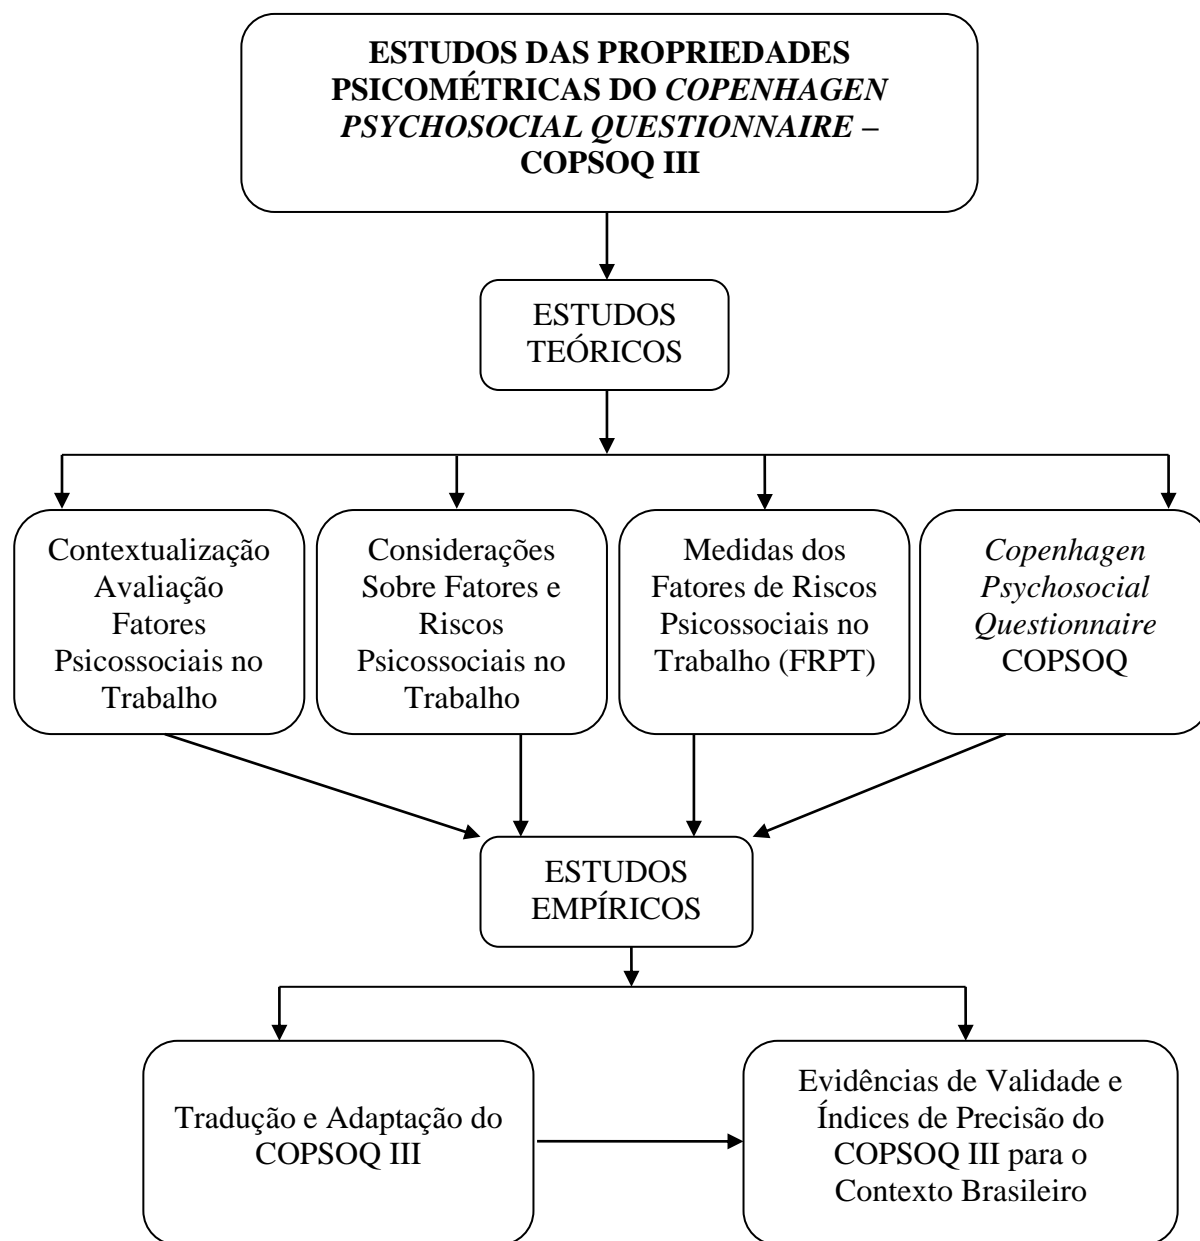 ESTUDOS DAS PROPRIEDADES
PSICOMÉTRICAS DO COPENHAGEN
PSYCHOSOCIAL QUESTIONNAIRE –
COPSOQ III
ESTUDOS
TEÓRICOS
Contextualização
Avaliação
Fatores
Psicossociais no
Trabalho
Considerações
Sobre Fatores e
Riscos
Psicossociais no
Trabalho
Medidas dos
Fatores de Riscos
Psicossociais no
Trabalho (FRPT)
Copenhagen
Psychosocial
Questionnaire
COPSOQ
ESTUDOS
EMPÍRICOS
Tradução e Adaptação do
COPSOQ III
Evidências de Validade e
Índices de Precisão do
COPSOQ III para o
Contexto Brasileiro